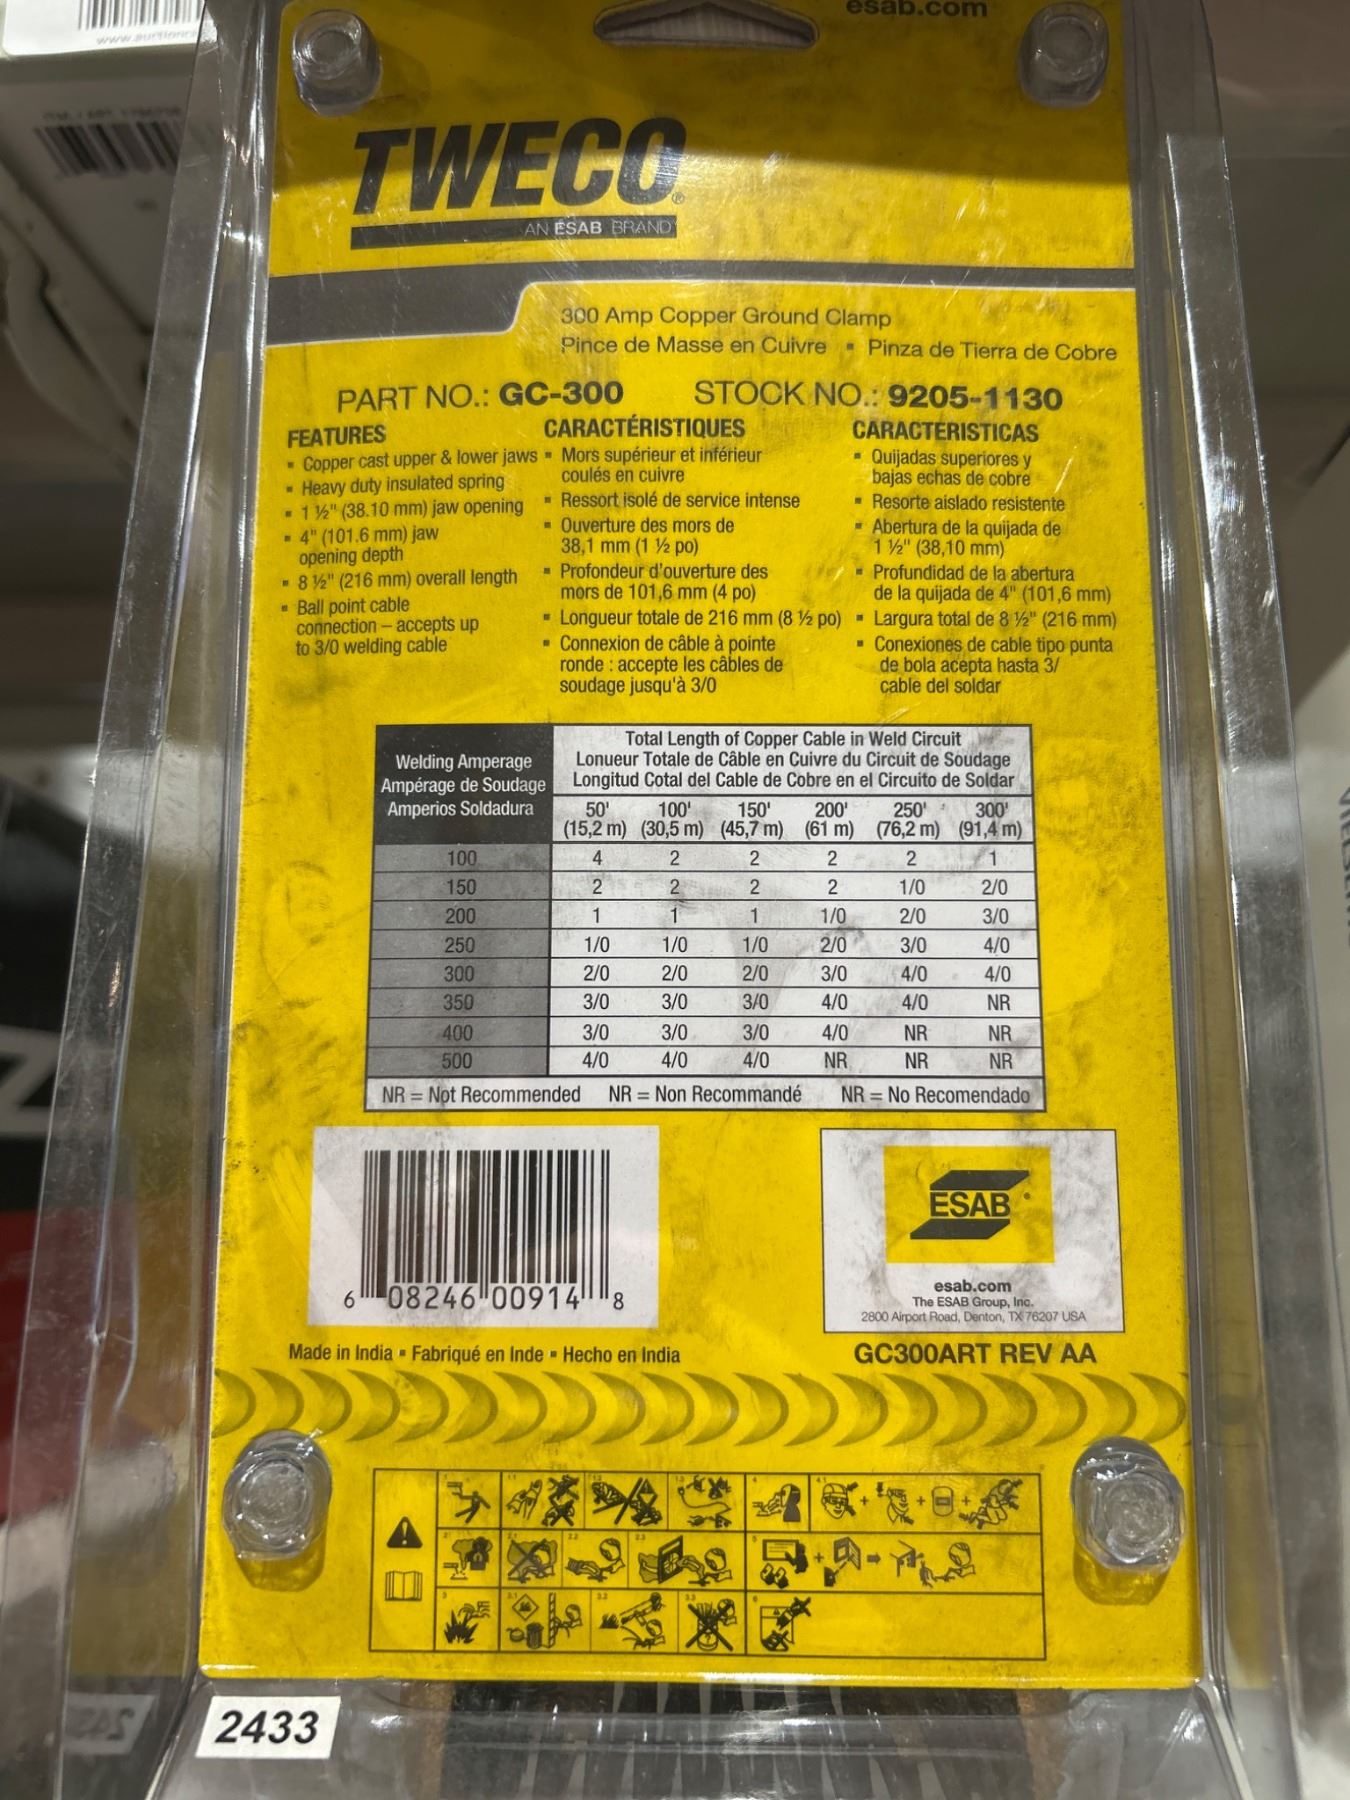 esab.com
TWECO®
AN ESAB BRAND
300 Amp Copper Ground Clamp
Pince de Masse en Cuivre ▪ Pinza de Tierra de Cobre
PART NO.: GC-300 STOCK NO.: 9205-1130
FEATURES
▪ Copper cast upper & lower jaws
▪ Heavy duty insulated spring
▪ 1 ½" (38.10 mm) jaw opening
▪ 4" (101.6 mm) jaw
opening depth
▪ 8 ½" (216 mm) overall length
▪ Ball point cable
connection – accepts up
to 3/0 welding cable
CARACTÉRISTIQUES
▪ Mors supérieur et inférieur
coulés en cuivre
▪ Ressort isolé de service intense
▪ Ouverture des mors de
38,1 mm (1 ½ po)
▪ Profondeur d'ouverture des
mors de 101,6 mm (4 po)
▪ Longueur totale de 216 mm (8 ½ po)
▪ Connexion de câble à pointe
ronde : accepte les câbles de
soudage jusqu'à 3/0
CARACTERÍSTICAS
▪ Quijadas superiores y
bajas echas de cobre
▪ Resorte aislado resistente
▪ Abertura de la quijada de
1 ½" (38,10 mm)
▪ Profundidad de la abertura
de la quijada de 4" (101,6 mm)
▪ Largura total de 8 ½" (216 mm)
▪ Conexiones de cable tipo punta
de bola acepta hasta 3/
cable del soldar
Welding Amperage
Ampérage de Soudage
Amperios Soldadura
Total Length of Copper Cable in Weld Circuit
Lonueur Totale de Câble en Cuivre du Circuit de Soudage
Longitud Cotal del Cable de Cobre en el Circuito de Soldar
50' 100' 150' 200' 250' 300'
(15,2 m) (30,5 m) (45,7 m) (61 m) (76,2 m) (91,4 m)
100 4 2 2 2 2 1
150 2 2 2 2 1/0 2/0
200 1 1 1 1/0 2/0 3/0
250 1/0 1/0 1/0 2/0 3/0 4/0
300 2/0 2/0 2/0 3/0 4/0 4/0
350 3/0 3/0 3/0 4/0 4/0 NR
400 3/0 3/0 3/0 4/0 NR NR
500 4/0 4/0 4/0 NR NR NR
NR = Not Recommended NR = Non Recommandé NR = No Recomendado
6 08246 00914 8
ESAB
esab.com
The ESAB Group, Inc.
2800 Airport Road, Denton, TX 76207 USA
Made in India ▪ Fabriqué en Inde ▪ Hecho en India
GC300ART REV AA
2433